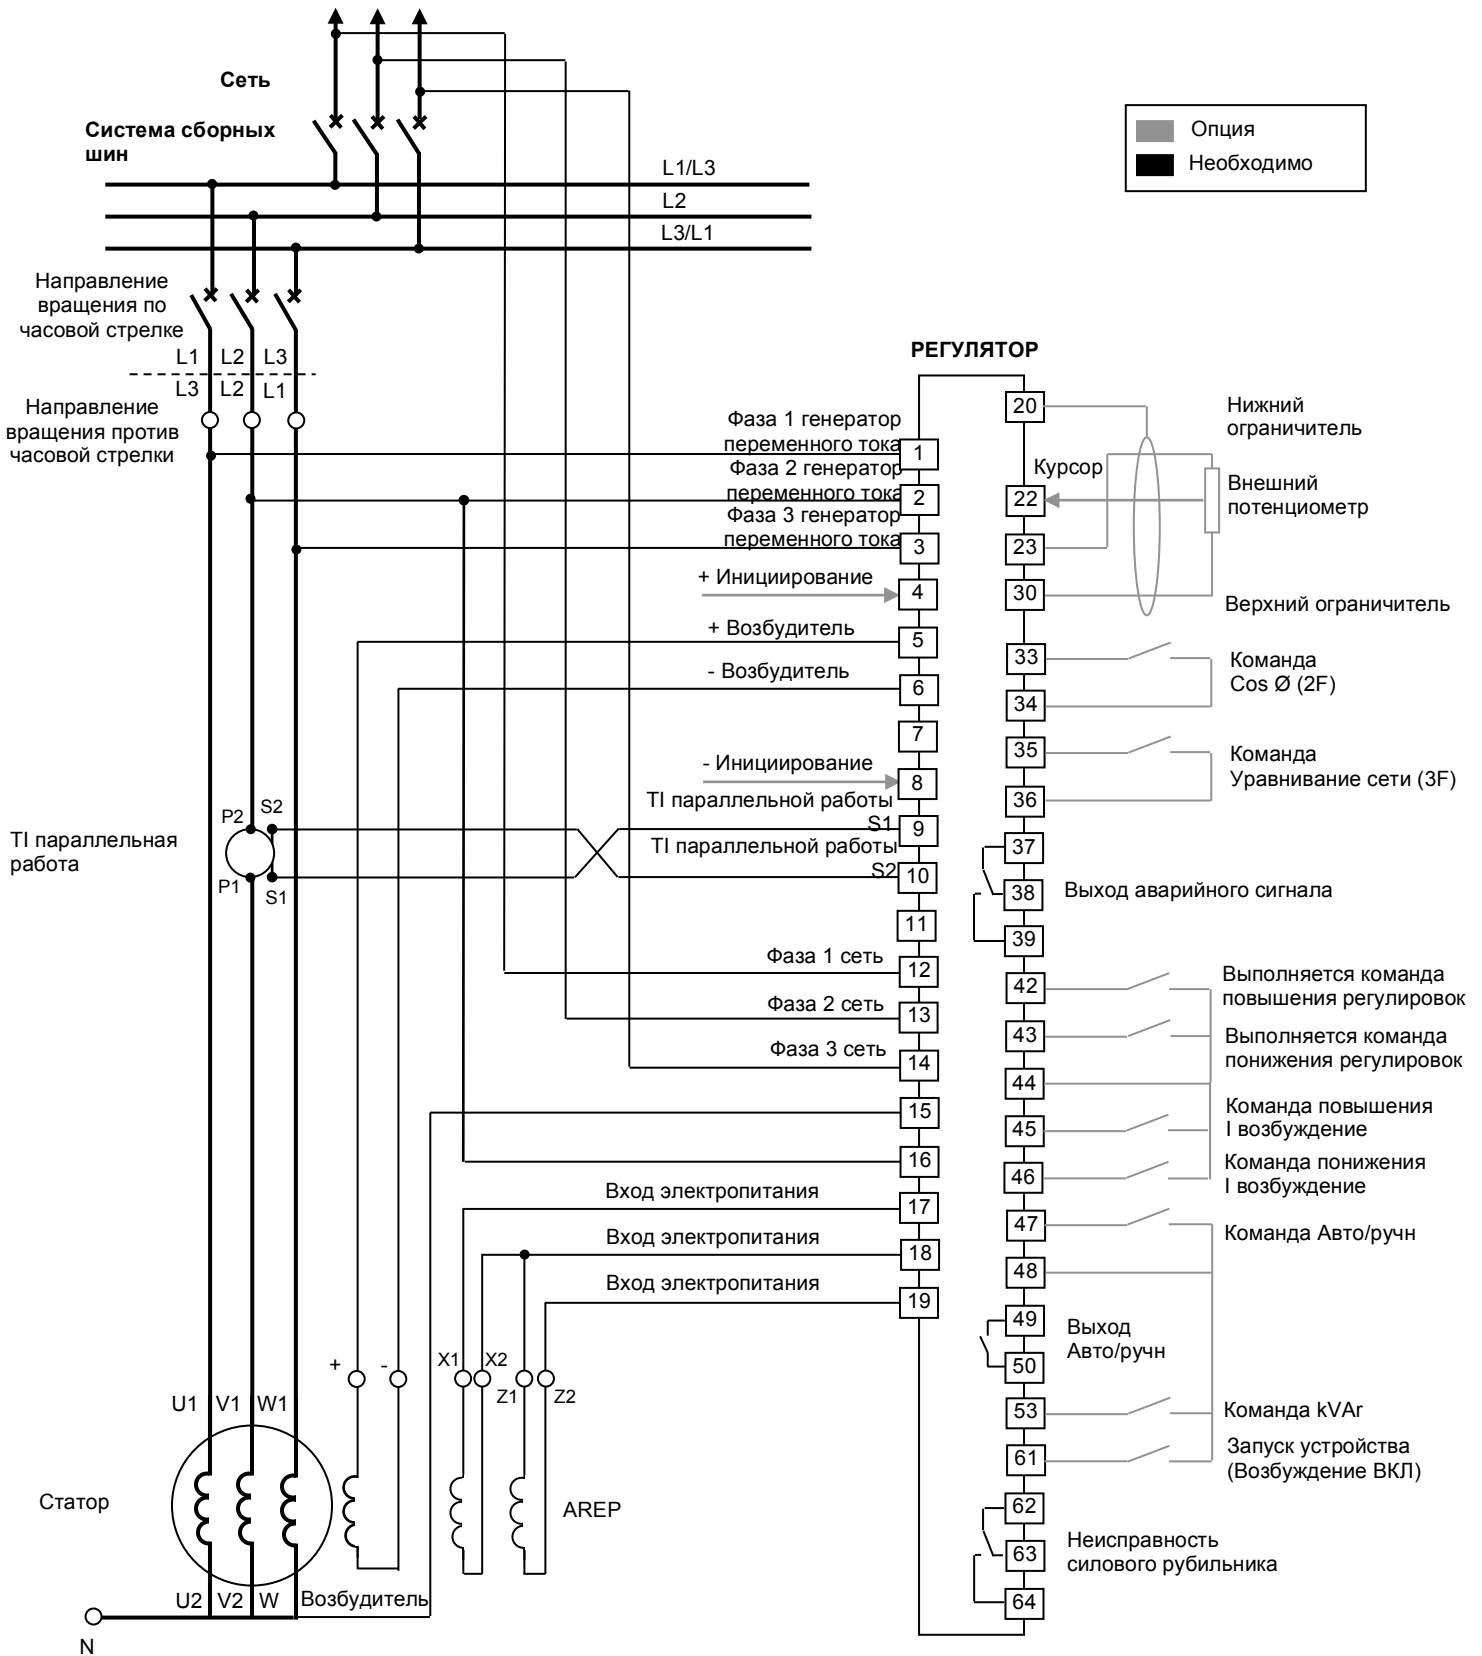 Сеть
Система сборных
шин
Опция
Необходимо
L1/L3
L2
L3/L1
Направление
вращения по
часовой стрелке
L1 L2 L3
L3 L2 L1
Направление
вращения против
часовой стрелки
РЕГУЛЯТОР
Фаза 1 генератор
переменного тока
1
Фаза 2 генератор
переменного тока
2
Фаза 3 генератор
переменного тока
3
+ Инициирование
4
+ Возбудитель
5
- Возбудитель
6
7
- Инициирование
8
TI параллельной работы
S1
9
TI параллельной работы
S2
10
11
Фаза 1 сеть
12
Фаза 2 сеть
13
Фаза 3 сеть
14
15
16
Вход электропитания
17
Вход электропитания
18
Вход электропитания
19
20
Нижний
ограничитель
Курсор
22
Внешний
потенциометр
23
30
Верхний ограничитель
33
Команда
Cos Ø (2F)
34
35
Команда
Уравнивание сети (3F)
36
37
38
Выход аварийного сигнала
39
42
Выполняется команда
повышения регулировок
43
Выполняется команда
понижения регулировок
44
45
Команда повышения
I возбуждение
46
Команда понижения
I возбуждение
47
Команда Авто/ручн
48
49
Выход
Авто/ручн
50
53
Команда kVAr
61
Запуск устройства
(Возбуждение ВКЛ)
62
63
Неисправность
силового рубильника
64
TI параллельная
работа
P2
S2
P1
S1
+
-
X1
X2
Z1
Z2
U1 V1 W1
Статор
AREP
U2 V2 W
Возбудитель
N